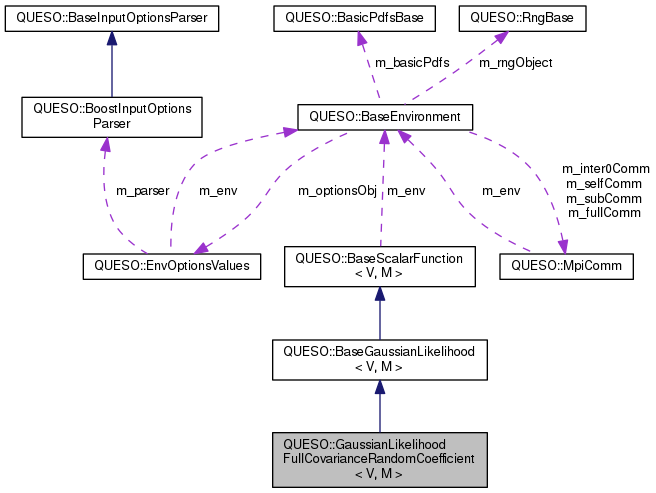 QUESO::BaseInputOptionsParser
QUESO::BasicPdfsBase
QUESO::RngBase
m_basicPdfs
m_rngObject
QUESO::BoostInputOptions
Parser
QUESO::BaseEnvironment
m_parser
m_env
m_optionsObj
m_env
m_env
m_inter0Comm
m_selfComm
m_subComm
m_fullComm
QUESO::EnvOptionsValues
QUESO::BaseScalarFunction
< V, M >
QUESO::MpiComm
QUESO::BaseGaussianLikelihood
< V, M >
QUESO::GaussianLikelihood
FullCovarianceRandomCoefficient
< V, M >